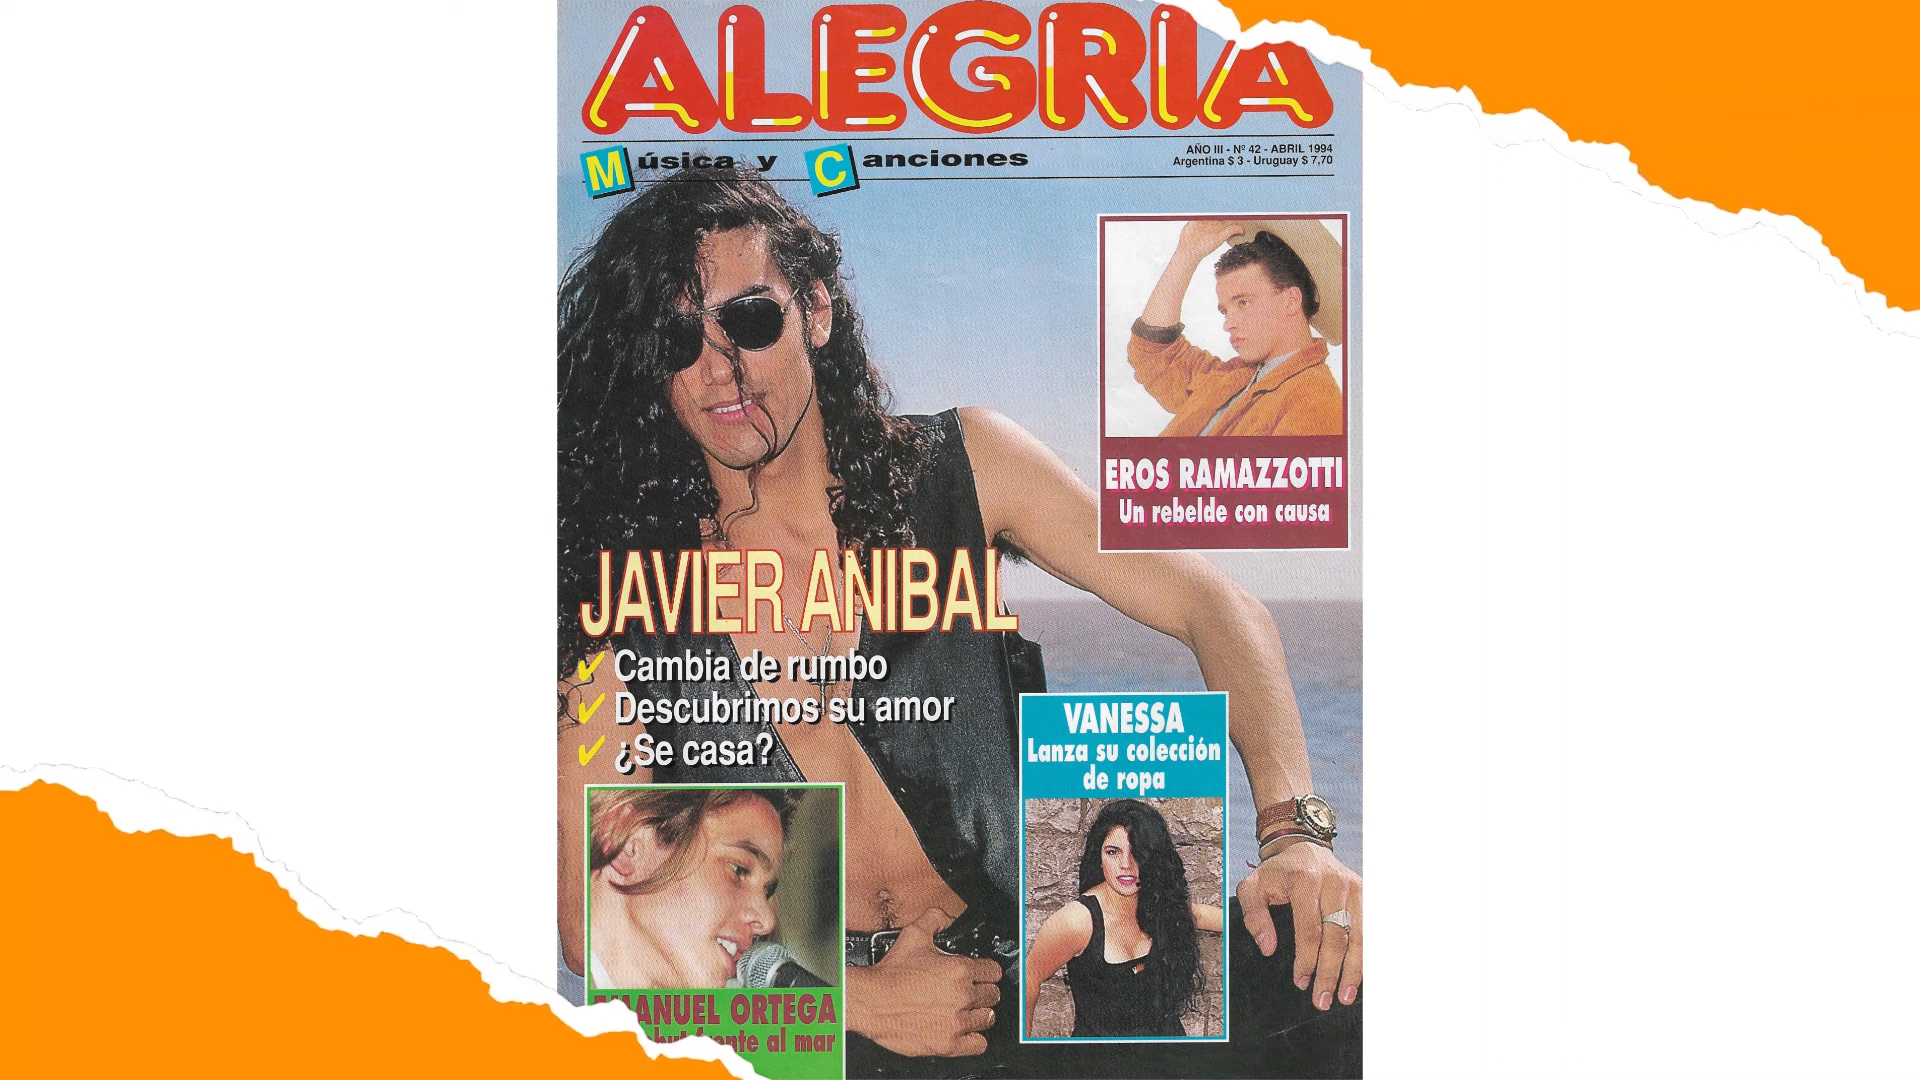 ALEGRIA
Música y Canciones
AÑO III - Nº 42 - ABRIL 1994
Argentina $ 3 - Uruguay $ 7,70
EROS RAMAZZOTTI
Un rebelde con causa
JAVIER ANIBAL
✔ Cambia de rumbo
✔ Descubrimos su amor
✔ ¿Se casa?
VANESSA
Lanza su colección
de ropa
ORTEGA
al mar